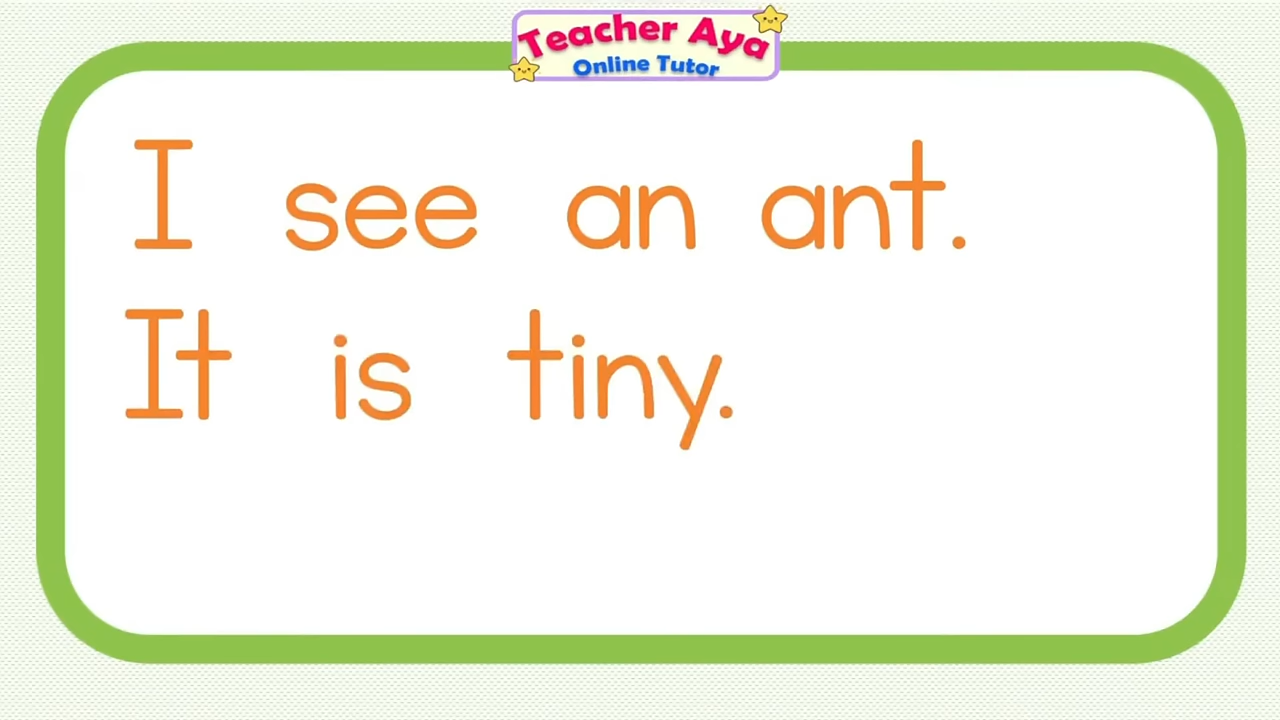 Teacher Aya
Online Tutor
I see an ant.
It is tiny.